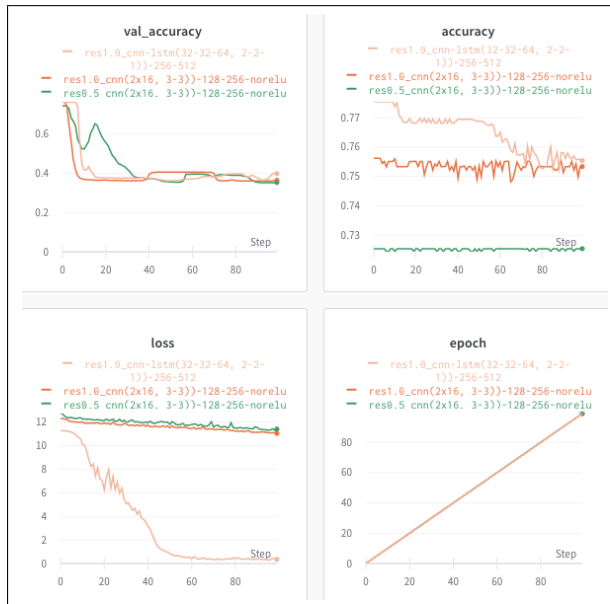 val_accuracy
res1.0_cnn-lstm(32-32-64, 2-2-
1))-256-512
res1.0_cnn(2x16, 3-3))-128-256-norelu
res0.5 cnn(2x16. 3-3))-128-256-norelu
0.6
0.4
0.2
0
Step
0 20 40 60 80
accuracy
res1.0_cnn-lstm(32-32-64, 2-2-
1))-256-512
res1.0_cnn(2x16, 3-3))-128-256-norelu
res0.5_cnn(2x16, 3-3))-128-256-norelu
0.77
0.76
0.75
0.74
0.73
Step
0 20 40 60 80
loss
res1.0_cnn-lstm(32-32-64, 2-2-
1))-256-512
res1.0_cnn(2x16, 3-3))-128-256-norelu
res0.5 cnn(2x16. 3-3))-128-256-norelu
12
10
8
6
4
2
0
Step
0 20 40 60 80
epoch
res1.0_cnn-lstm(32-32-64, 2-2-
1))-256-512
res1.0_cnn(2x16, 3-3))-128-256-norelu
res0.5 cnn(2x16. 3-3))-128-256-norelu
80
60
40
20
0
Step
0 20 40 60 80